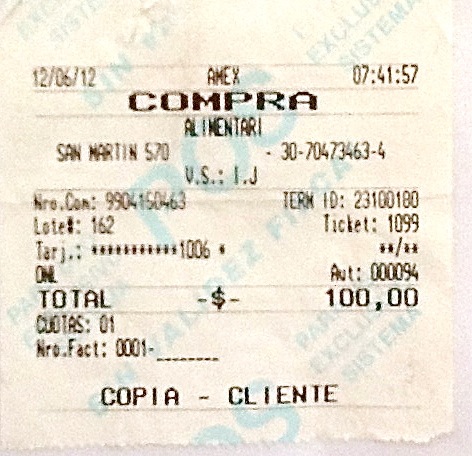 12/06/12 AMEX 07:41:57
COMPRA
ALIMENTARI
SAN MARTIN 570 - 30-70473463-4
V.S.: I.J
Nro.Com: 9904150463 TERM ID: 23100180
Lote#: 162 Ticket: 1099
Tarj.: ***********1006 * **/**
ONL Aut: 000094
TOTAL -$- 100,00
CUOTAS: 01
Nro.Fact: 0001-________
COPIA - CLIENTE